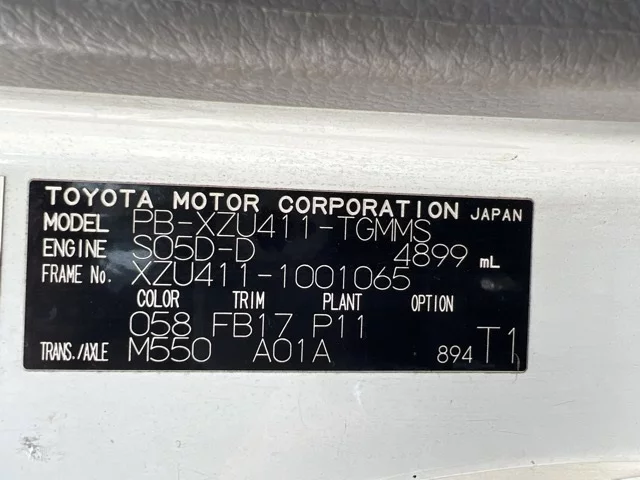 TOYOTA MOTOR CORPORATION JAPAN
MODEL PB-XZU411-TGMMS
ENGINE S05D-D 4899 mL
FRAME No. XZU411-1001065
COLOR TRIM PLANT OPTION
058 FB17 P11
TRANS./AXLE M550 A01A 894 T1